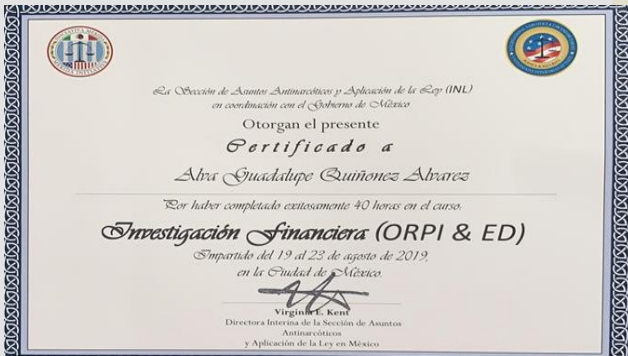 La Sección de Asuntos Antinarcóticos y Aplicación de la Ley (INL)
en coordinación con el Gobierno de México
Otorgan el presente
Certificado a
Alva Guadalupe Quiñonez Alvarez
Por haber completado exitosamente 40 horas en el curso:
Investigación Financiera (ORPI & ED)
Impartido del 19 al 23 de agosto de 2019,
en la Ciudad de México.
Virginia E. Kent
Directora Interina de la Sección de Asuntos
Antinarcóticos
y Aplicación de la Ley en México